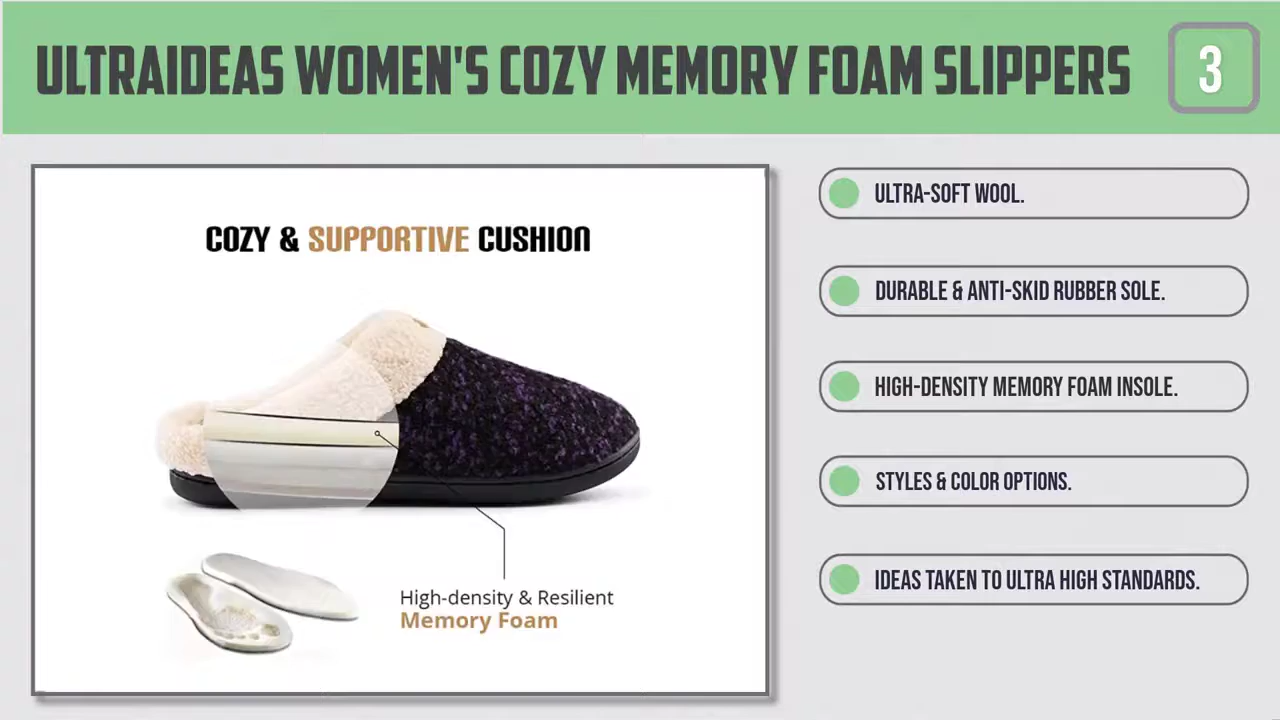 ULTRAIDEAS WOMEN'S COZY MEMORY FOAM SLIPPERS
3
COZY & SUPPORTIVE CUSHION
High-density & Resilient
Memory Foam
ULTRA-SOFT WOOL.
DURABLE & ANTI-SKID RUBBER SOLE.
HIGH-DENSITY MEMORY FOAM INSOLE.
STYLES & COLOR OPTIONS.
IDEAS TAKEN TO ULTRA HIGH STANDARDS.